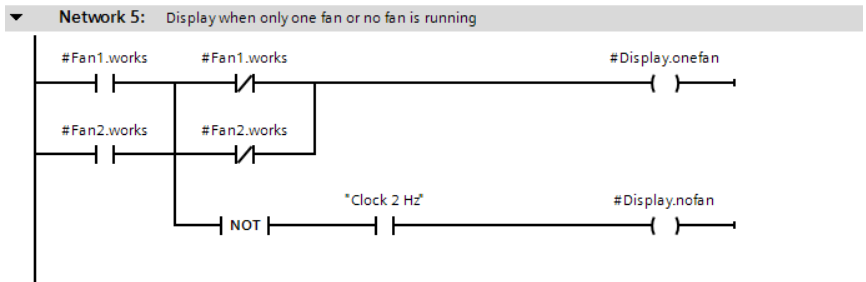 Network 5: Display when only one fan or no fan is running
#Fan1.works #Fan1.works #Display.onefan
#Fan2.works #Fan2.works
"Clock 2 Hz" #Display.nofan
NOT